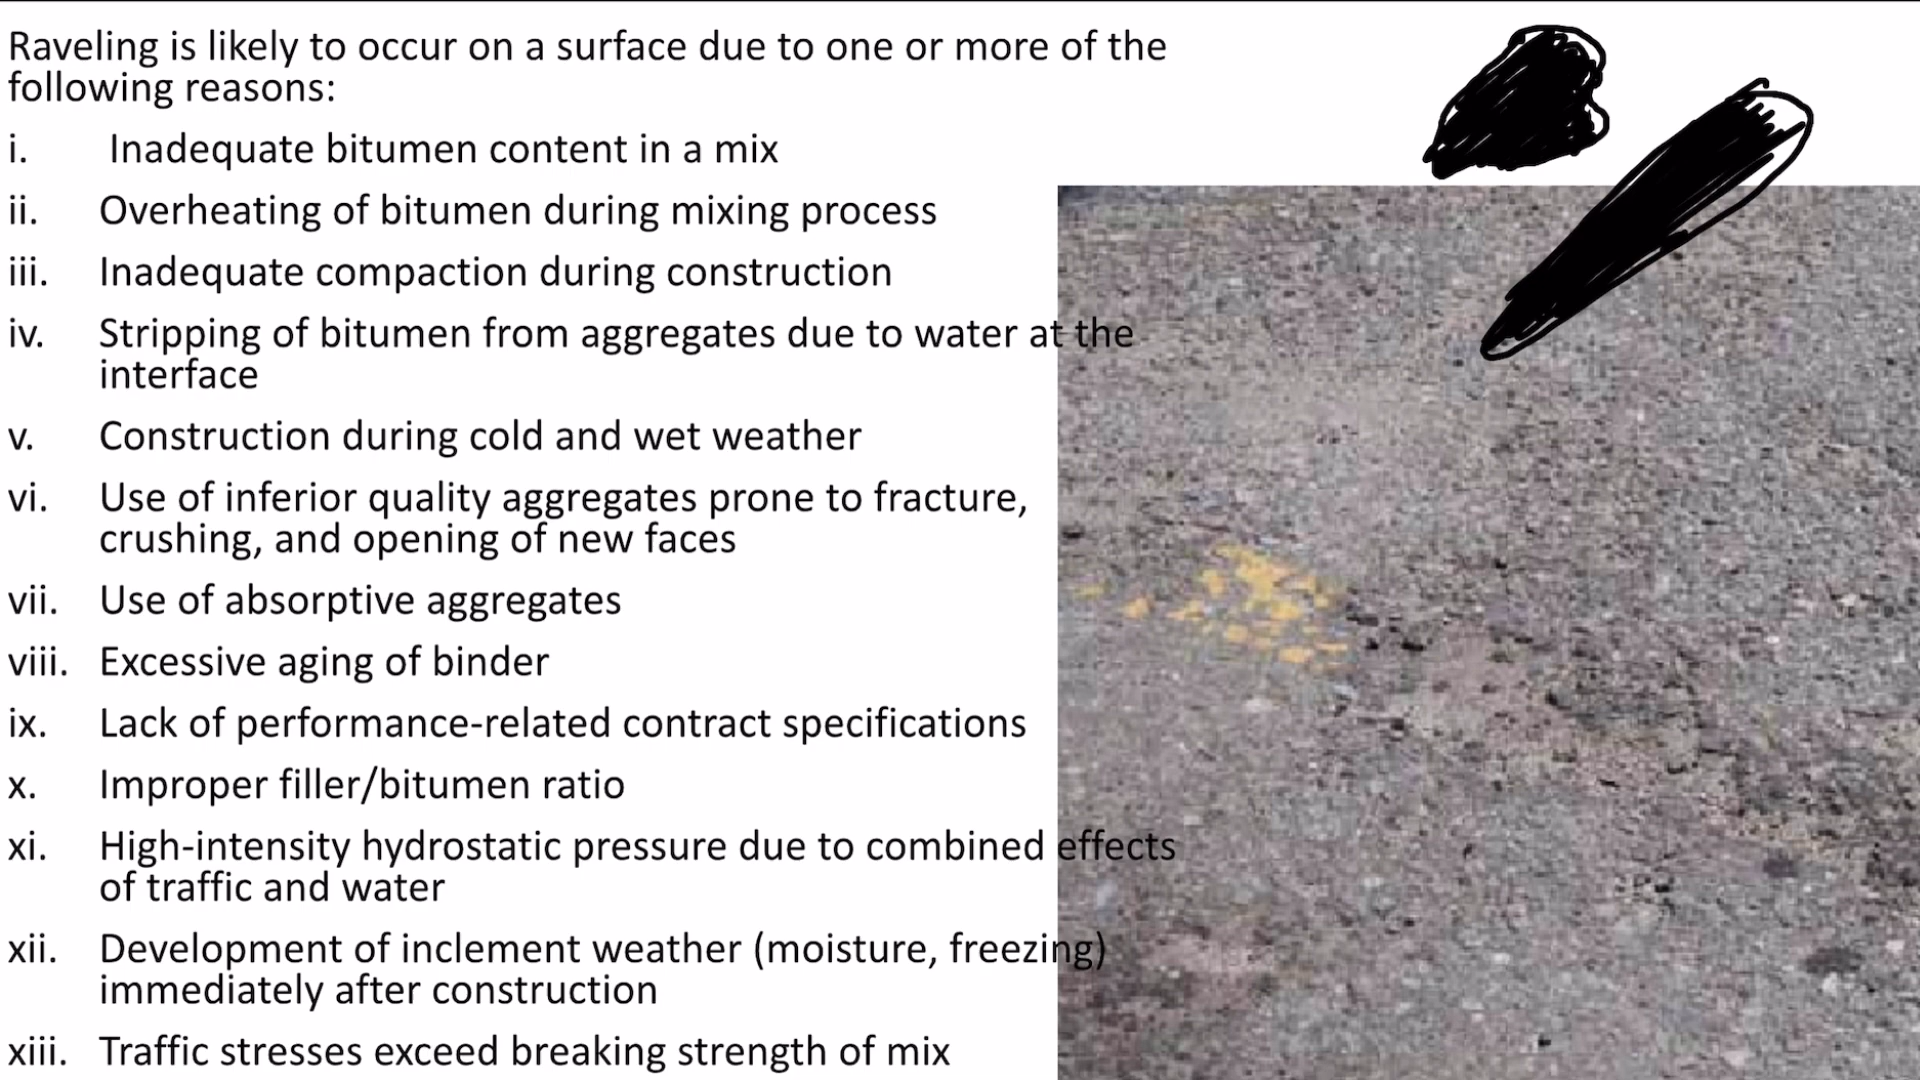 Raveling is likely to occur on a surface due to one or more of the
following reasons:
i. Inadequate bitumen content in a mix
ii. Overheating of bitumen during mixing process
iii. Inadequate compaction during construction
iv. Stripping of bitumen from aggregates due to water at the
interface
v. Construction during cold and wet weather
vi. Use of inferior quality aggregates prone to fracture,
crushing, and opening of new faces
vii. Use of absorptive aggregates
viii. Excessive aging of binder
ix. Lack of performance-related contract specifications
x. Improper filler/bitumen ratio
xi. High-intensity hydrostatic pressure due to combined effects
of traffic and water
xii. Development of inclement weather (moisture, freezing)
immediately after construction
xiii. Traffic stresses exceed breaking strength of mix